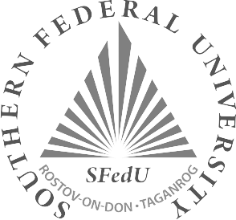 SOUTHERN FEDERAL UNIVERSITY
SFedU
ROSTOV-ON-DON · TAGANROG